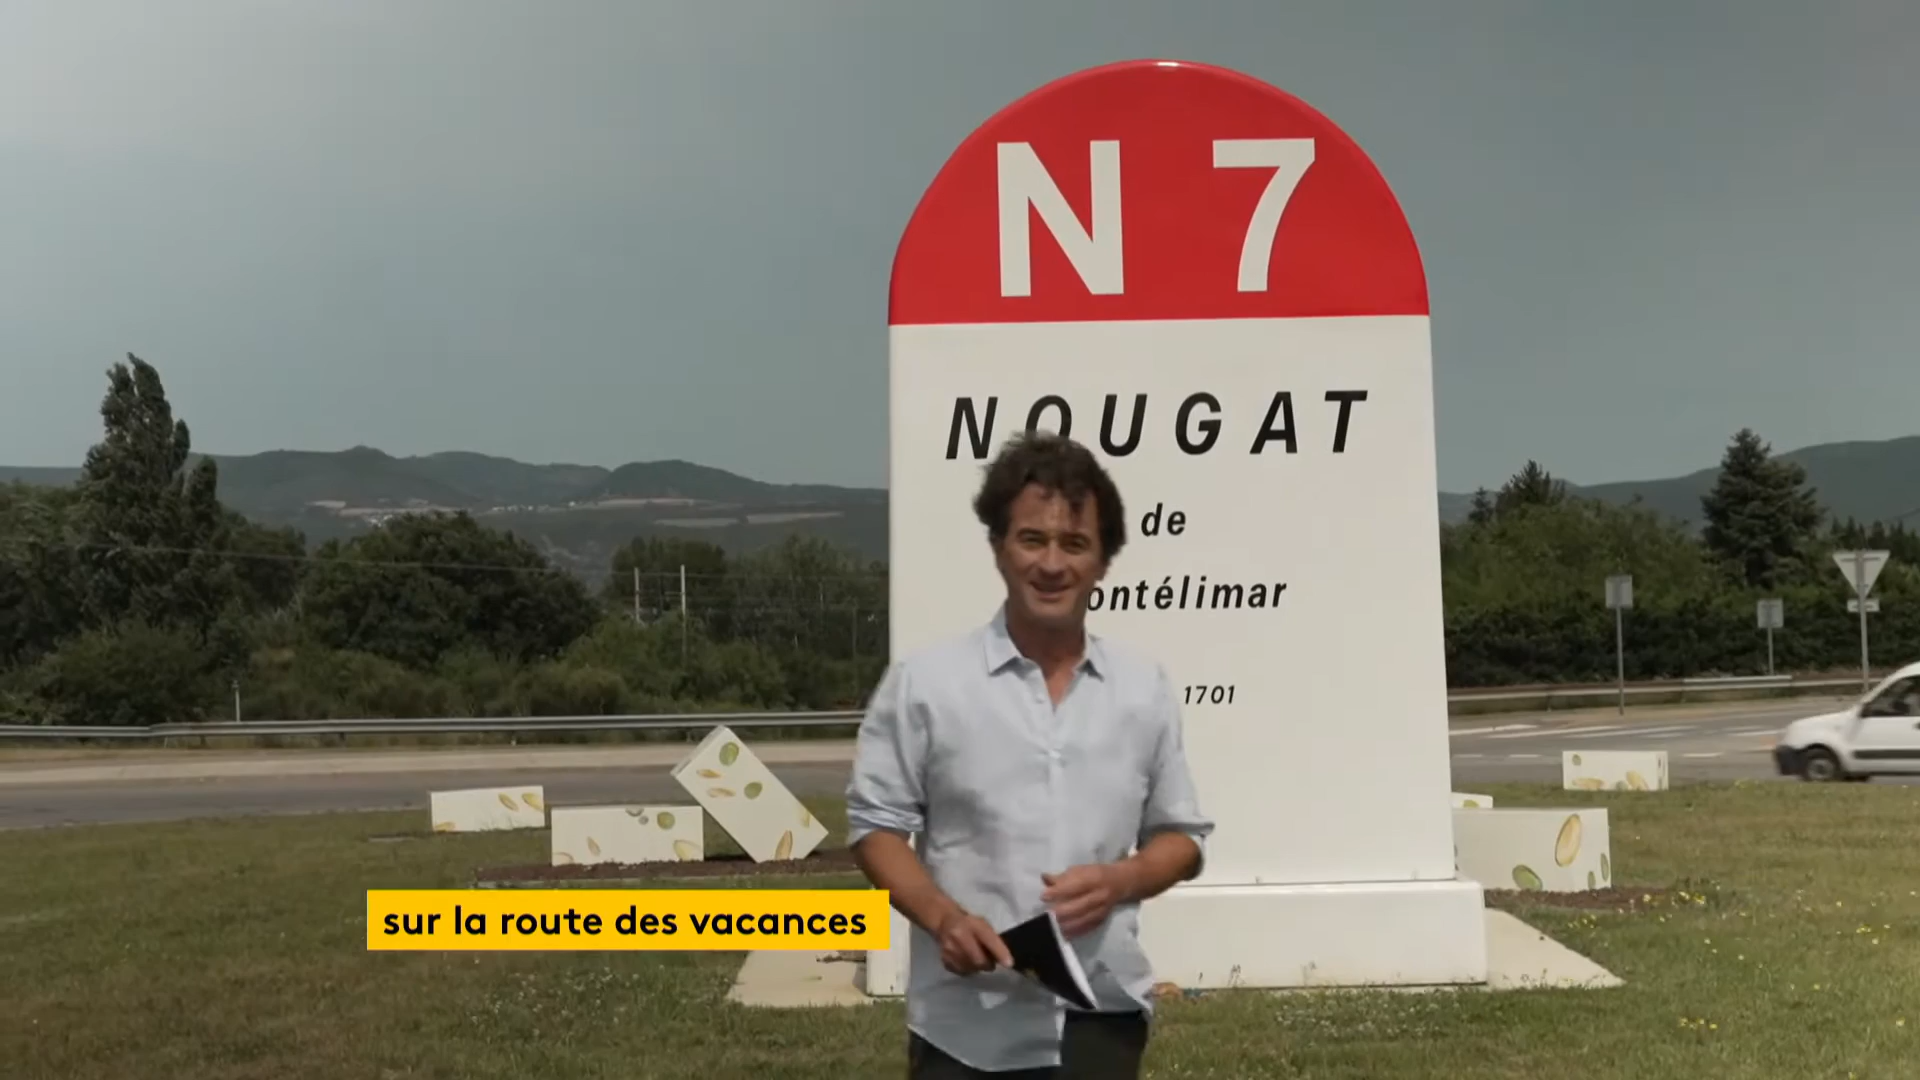 N 7
NOUGAT
de
ontélimar
1701
sur la route des vacances